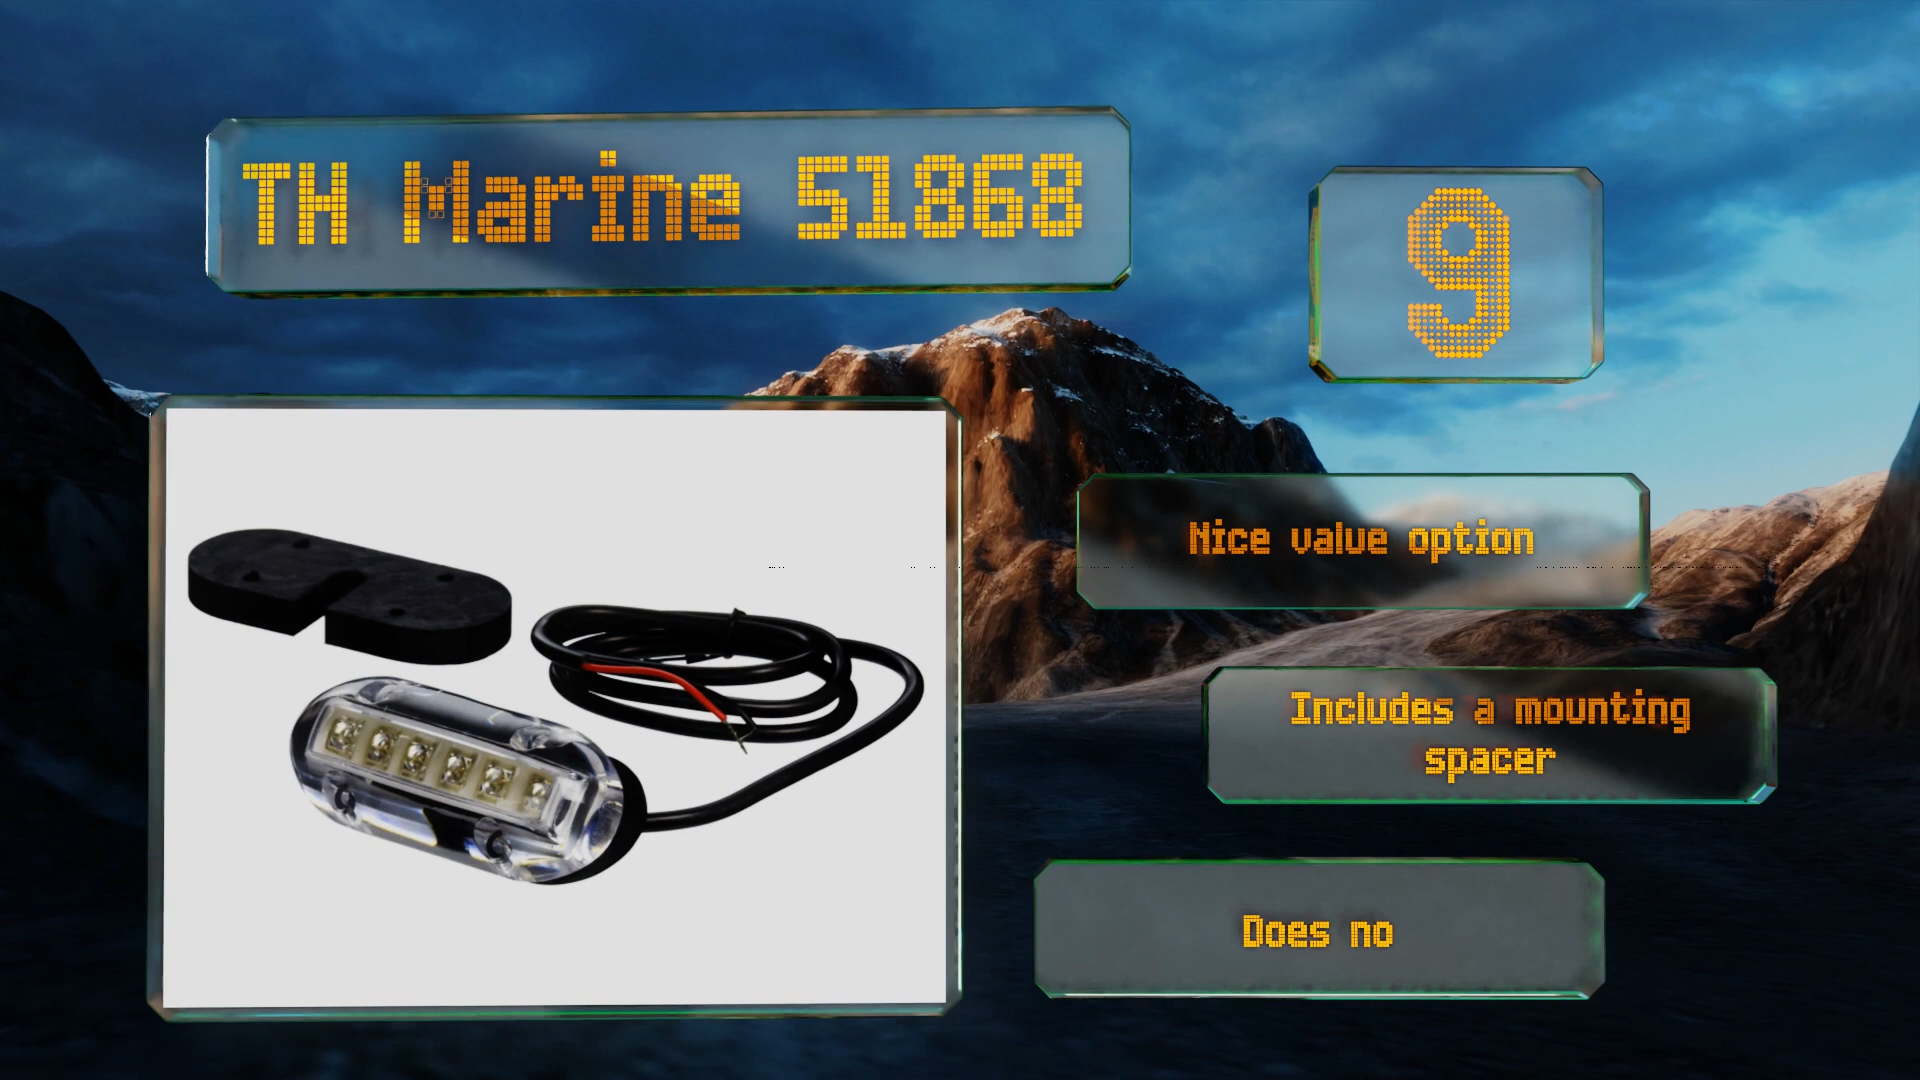 TH Marine 51868
9
Nice value option
Includes a mounting
spacer
Does no